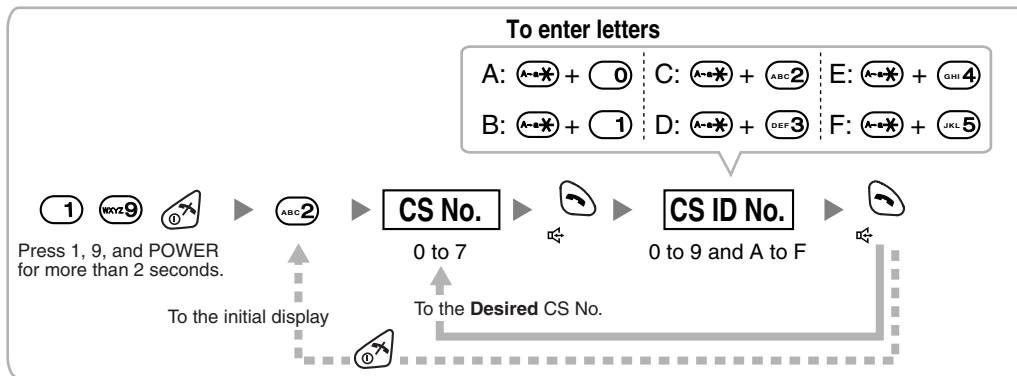 To enter letters
A: A-a* + 0 C: A-a* + ABC2 E: A-a* + GHI4
B: A-a* + 1 D: A-a* + DEF3 F: A-a* + JKL5
1 WXYZ9 ABC2 CS No. CS ID No.
Press 1, 9, and POWER
for more than 2 seconds.
0 to 7
0 to 9 and A to F
To the initial display
To the Desired CS No.